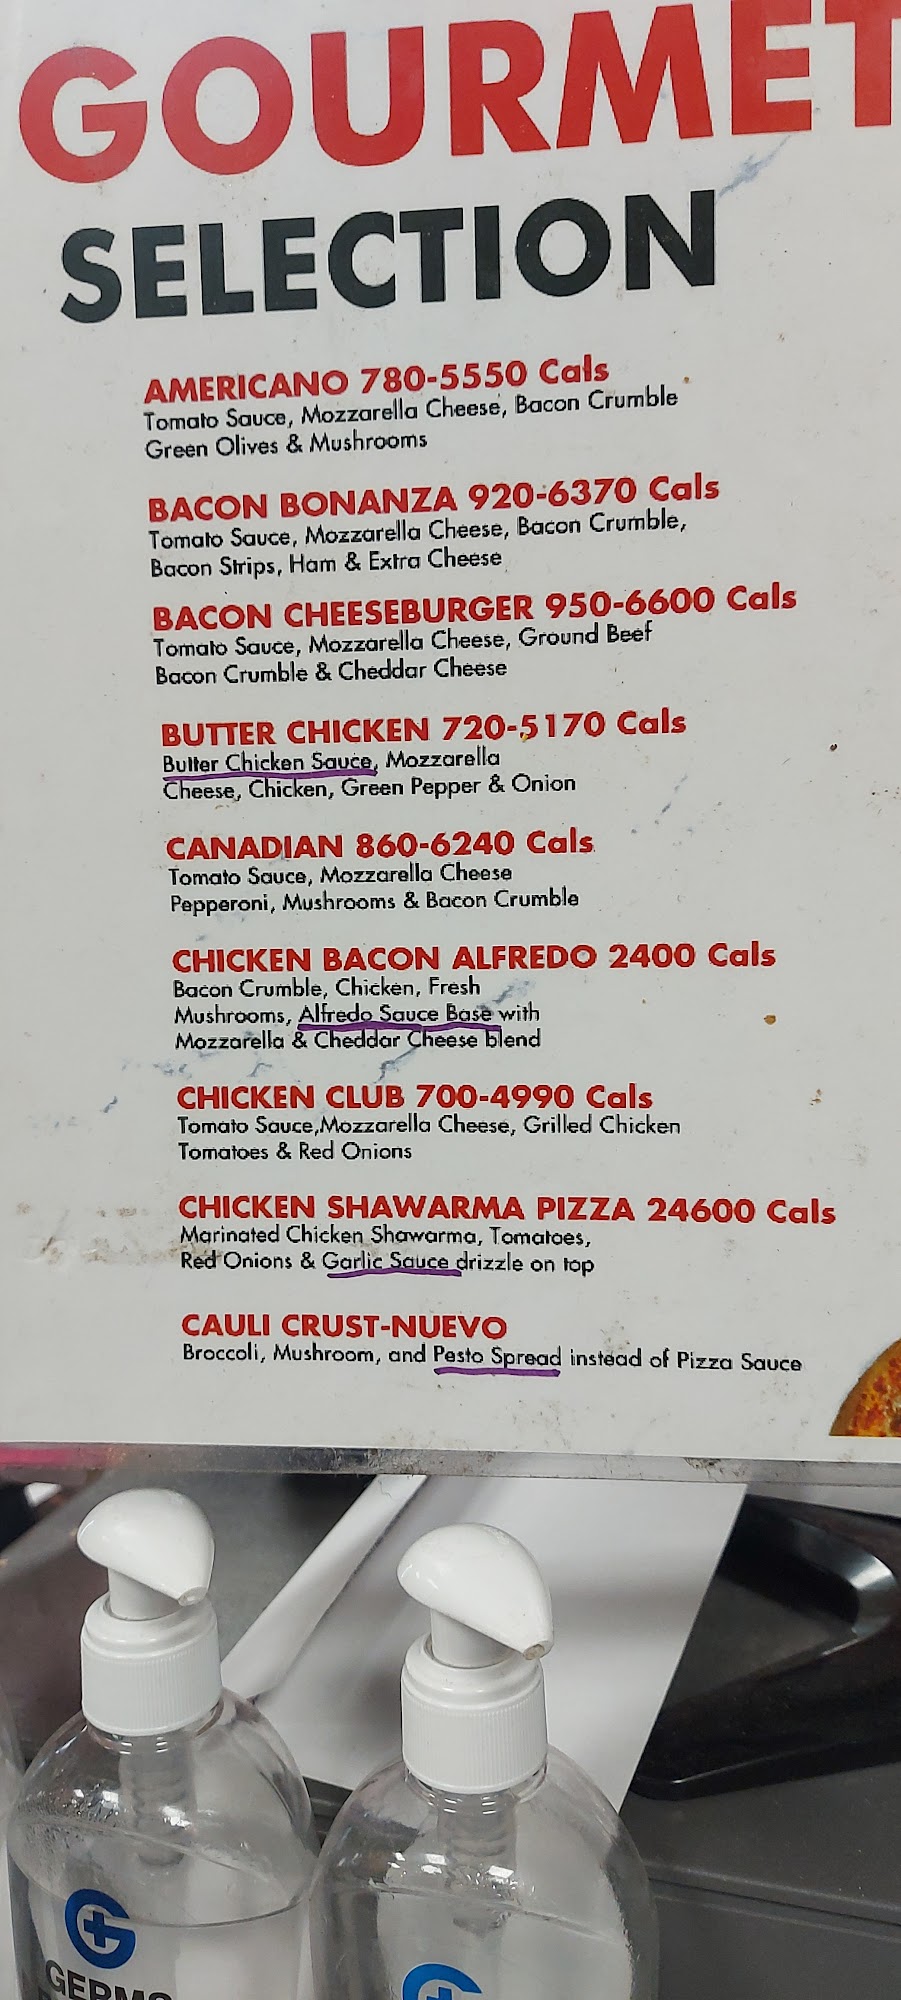 GOURMET
SELECTION
AMERICANO 780-5550 Cals
Tomato Sauce, Mozzarella Cheese, Bacon Crumble
Green Olives & Mushrooms
BACON BONANZA 920-6370 Cals
Tomato Sauce, Mozzarella Cheese, Bacon Crumble,
Bacon Strips, Ham & Extra Cheese
BACON CHEESEBURGER 950-6600 Cals
Tomato Sauce, Mozzarella Cheese, Ground Beef
Bacon Crumble & Cheddar Cheese
BUTTER CHICKEN 720-5170 Cals
Butter Chicken Sauce, Mozzarella
Cheese, Chicken, Green Pepper & Onion
CANADIAN 860-6240 Cals
Tomato Sauce, Mozzarella Cheese
Pepperoni, Mushrooms & Bacon Crumble
CHICKEN BACON ALFREDO 2400 Cals
Bacon Crumble, Chicken, Fresh
Mushrooms, Alfredo Sauce Base with
Mozzarella & Cheddar Cheese blend
CHICKEN CLUB 700-4990 Cals
Tomato Sauce,Mozzarella Cheese, Grilled Chicken
Tomatoes & Red Onions
CHICKEN SHAWARMA PIZZA 24600 Cals
Marinated Chicken Shawarma, Tomatoes,
Red Onions & Garlic Sauce drizzle on top
CAULI CRUST-NUEVO
Broccoli, Mushroom, and Pesto Spread instead of Pizza Sauce
GERMS